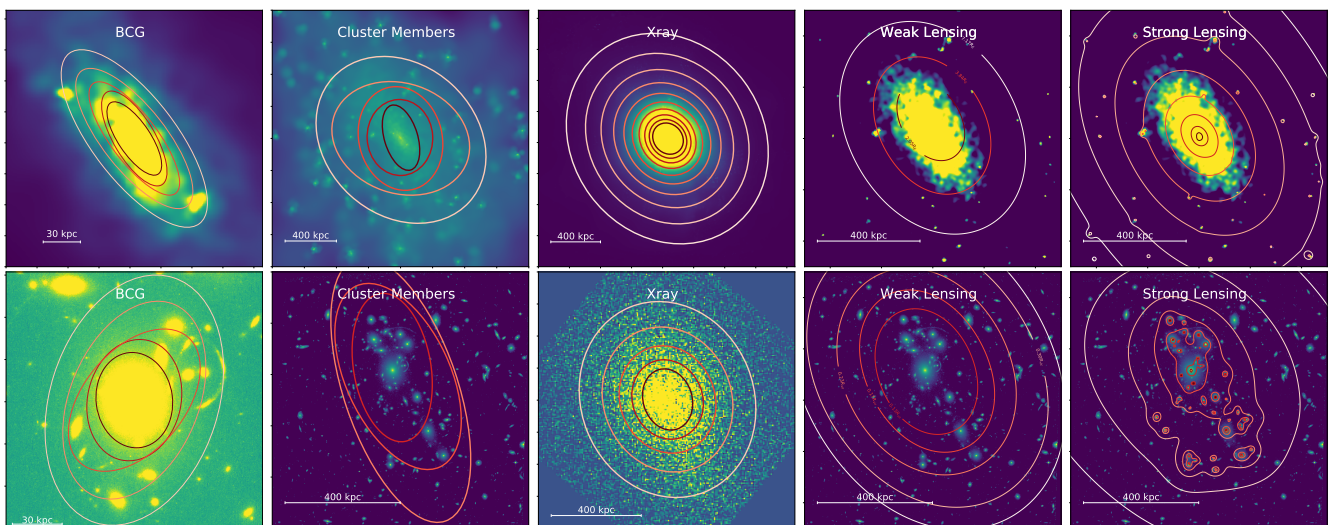 BCG
Cluster Members
Xray
Weak Lensing
Strong Lensing
30 kpc
400 kpc
400 kpc
400 kpc
400 kpc
BCG
Cluster Members
Xray
Weak Lensing
Strong Lensing
30 kpc
400 kpc
400 kpc
400 kpc
400 kpc